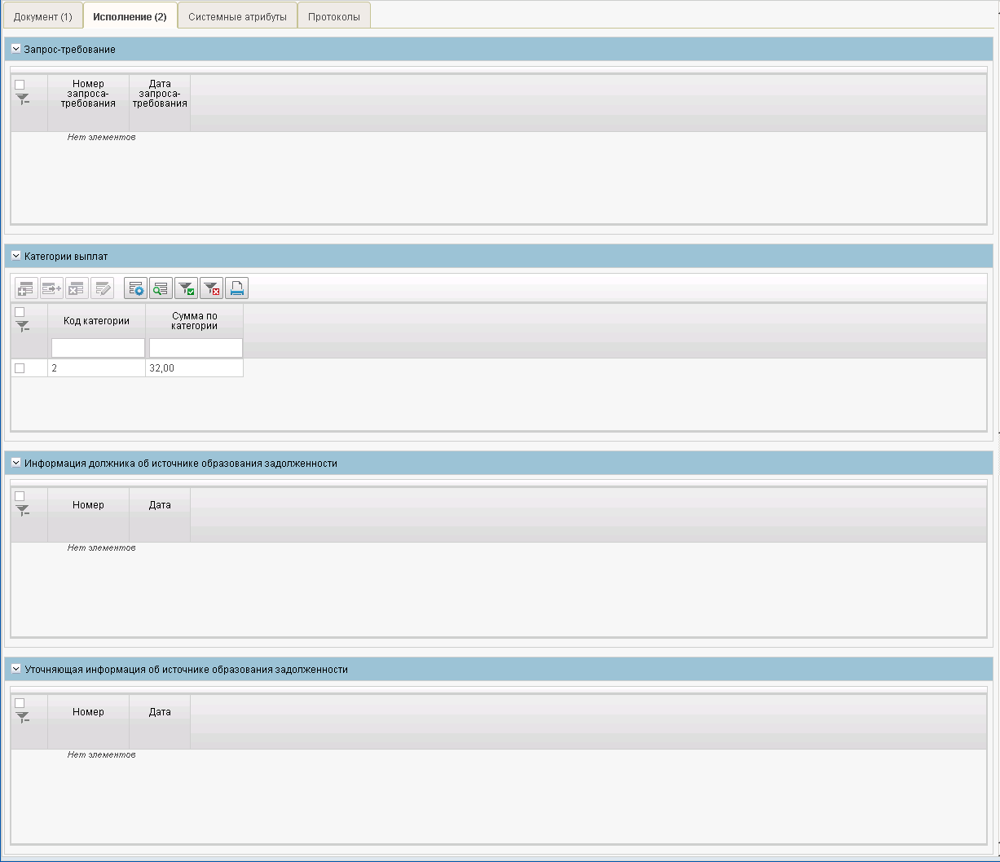 Документ (1) Исполнение (2) Системные атрибуты Протоколы
Запрос-требование
Номер запроса-требования Дата запроса-требования
Нет элементов
Категории выплат
Код категории Сумма по категории
2 32,00
Информация должника об источнике образования задолженности
Номер Дата
Нет элементов
Уточняющая информация об источнике образования задолженности
Номер Дата
Нет элементов